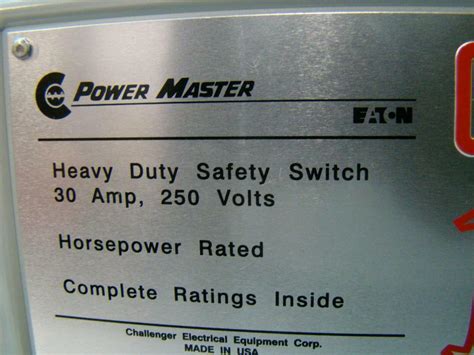 POWER MASTER
EATON
Heavy Duty Safety Switch
30 Amp, 250 Volts
Horsepower Rated
Complete Ratings Inside
Challenger Electrical Equipment Corp.
MADE IN USA